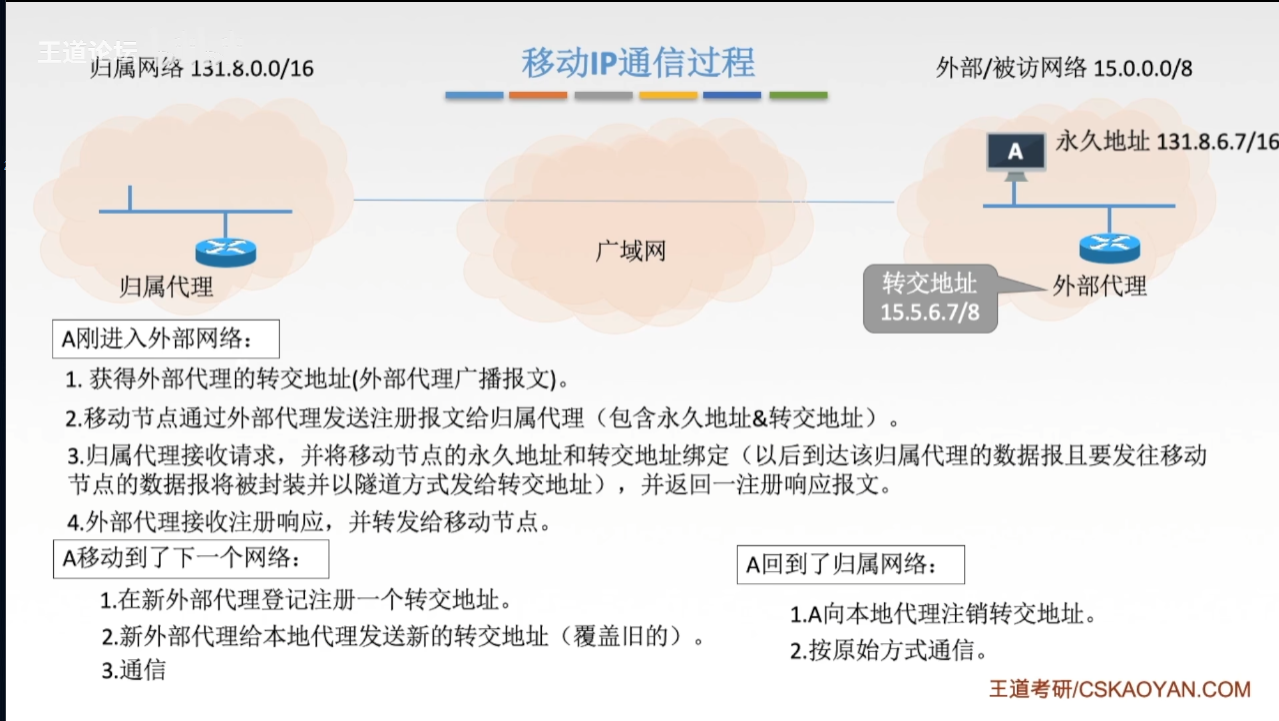 王道论坛
移动IP通信过程
归属网络 131.8.0.0/16
外部/被访网络 15.0.0.0/8
A
永久地址 131.8.6.7/16
广域网
归属代理
转交地址
15.5.6.7/8
外部代理
A刚进入外部网络：
1. 获得外部代理的转交地址(外部代理广播报文)。
2.移动节点通过外部代理发送注册报文给归属代理（包含永久地址&转交地址）。
3.归属代理接收请求，并将移动节点的永久地址和转交地址绑定（以后到达该归属代理的数据报且要发往移动
节点的数据报将被封装并以隧道方式发给转交地址），并返回一注册响应报文。
4.外部代理接收注册响应，并转发给移动节点。
A移动到了下一个网络：
1.在新外部代理登记注册一个转交地址。
2.新外部代理给本地代理发送新的转交地址（覆盖旧的）。
3.通信
A回到了归属网络：
1.A向本地代理注销转交地址。
2.按原始方式通信。
王道考研/CSKAOYAN.COM